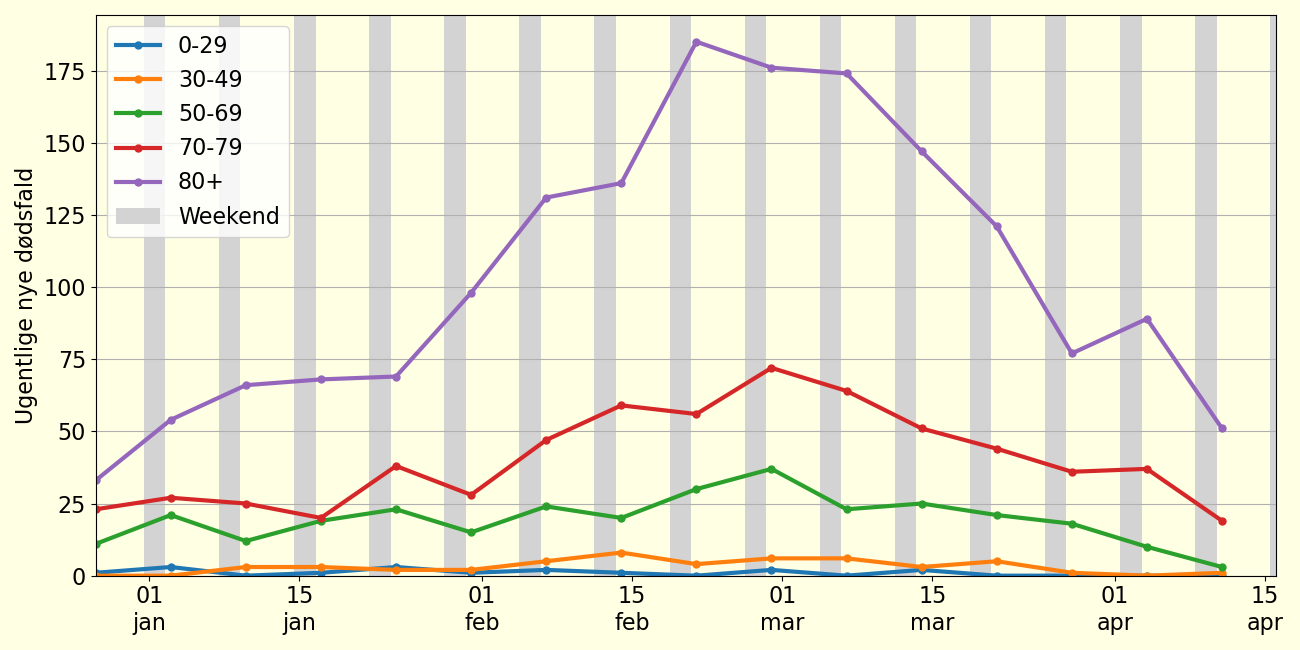 0-29
30-49
50-69
70-79
80+
Weekend
Ugentlige nye dødsfald
175
150
125
100
75
50
25
0
01 jan
15 jan
01 feb
15 feb
01 mar
15 mar
01 apr
15 apr